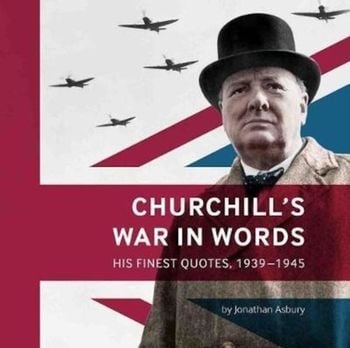 CHURCHILL'S
WAR IN WORDS
HIS FINEST QUOTES, 1939–1945
by Jonathan Asbury